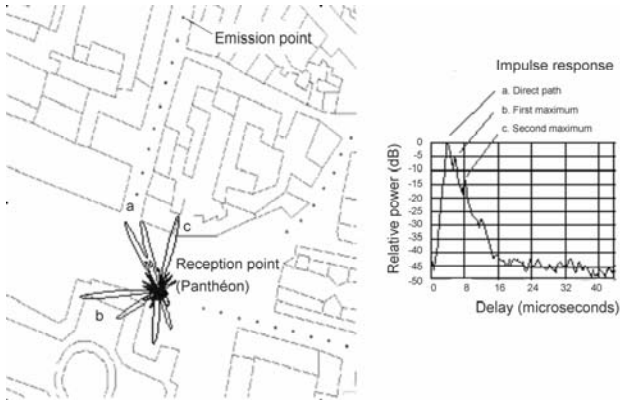 Emission point
a
c
Reception point
(Panthéon)
b
Impulse response
a. Direct path
b. First maximum
c. Second maximum
Relative power (dB)
0
-5
-10
-15
-20
-25
-30
-35
-40
-45
-50
0
8
16
24
32
40
Delay (microseconds)